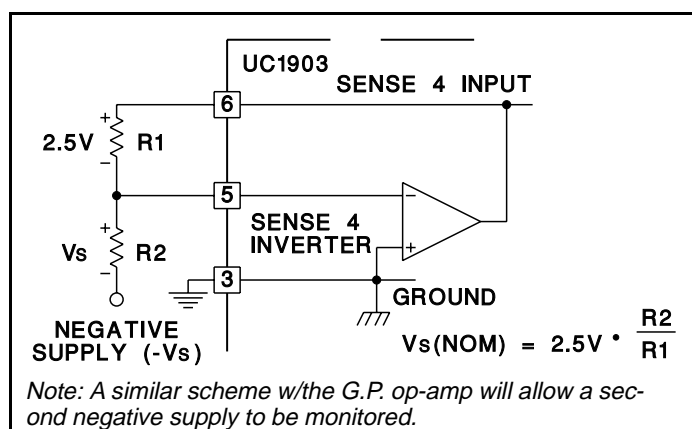 UC1903
SENSE 4 INPUT
6
+
2.5V R1
–
5
–
+
SENSE 4
INVERTER
Vs R2
–
+
3
GROUND
NEGATIVE
SUPPLY (-Vs)
Vs(NOM) = 2.5V • R2
R1
Note: A similar scheme w/the G.P. op-amp will allow a sec-
ond negative supply to be monitored.